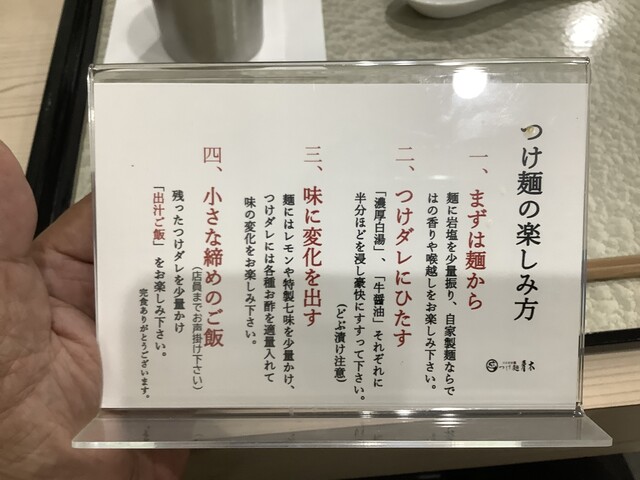 つけ麺の楽しみ方
一、まずは麺から
麺に岩塩を少量振り、自家製麺ならで
はの香りや喉越しをお楽しみ下さい。
二、つけダレにひたす
「濃厚白湯」、「牛醤油」それぞれに
半分ほどを浸し豪快にすすって下さい。
(どぶ漬け注意)
三、味に変化を出す
麺にはレモンや特製七味を少量かけ、
つけダレには各種お酢を適量入れて
味の変化をお楽しみ下さい。
四、小さな締めのご飯
(店員までお声掛け下さい)
残ったつけダレを少量かけ
「出汁ご飯」をお楽しみ下さい。
完食ありがとうございます。
つけ麺